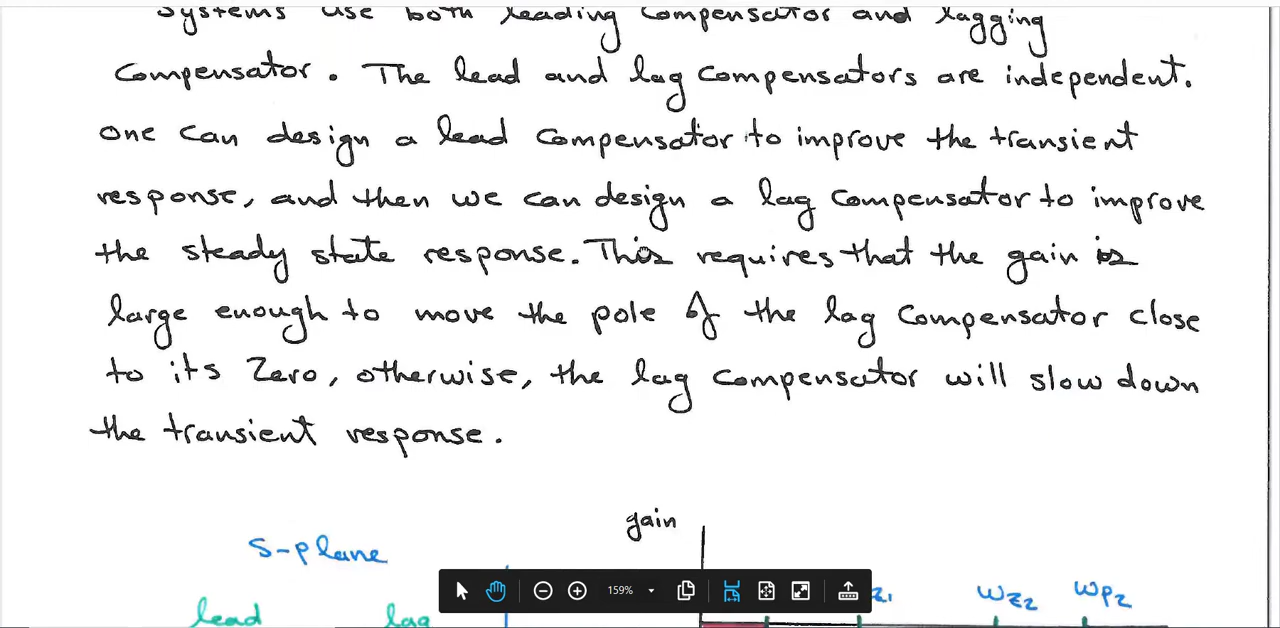 Systems use both leading compensator and lagging
Compensator. The lead and lag compensators are independent.
One can design a lead compensator to improve the transient
response, and then we can design a lag compensator to improve
the steady state response. This requires that the gain is
large enough to move the pole of the lag compensator close
to its zero, otherwise, the lag compensator will slow down
the transient response.
gain
S-plane
159%
ωz2 ωp2
lead lag